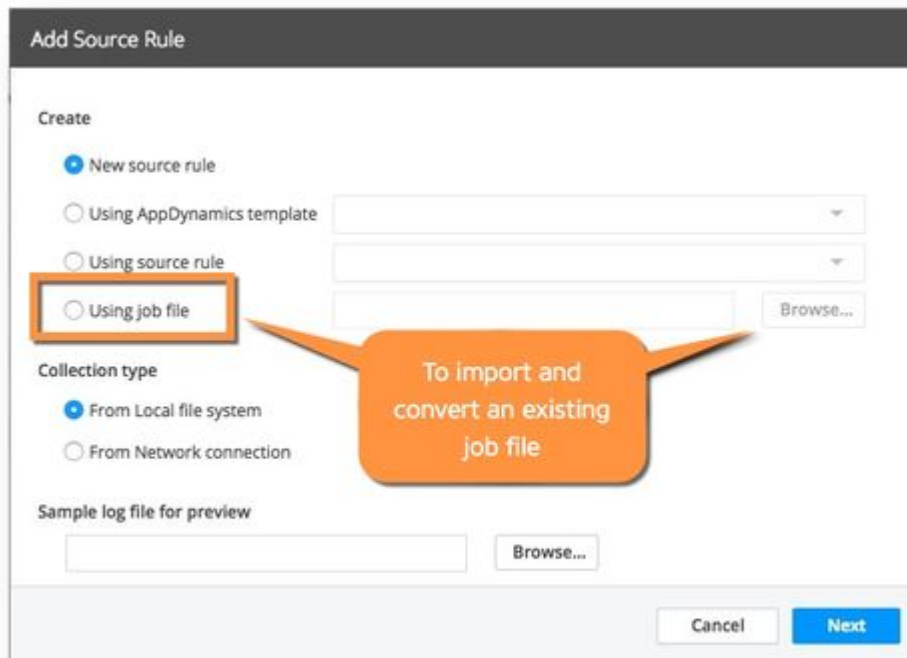 Add Source Rule
Create
New source rule
Using AppDynamics template
Using source rule
Using job file
Browse...
To import and
convert an existing
job file
Collection type
From Local file system
From Network connection
Sample log file for preview
Browse...
Cancel
Next